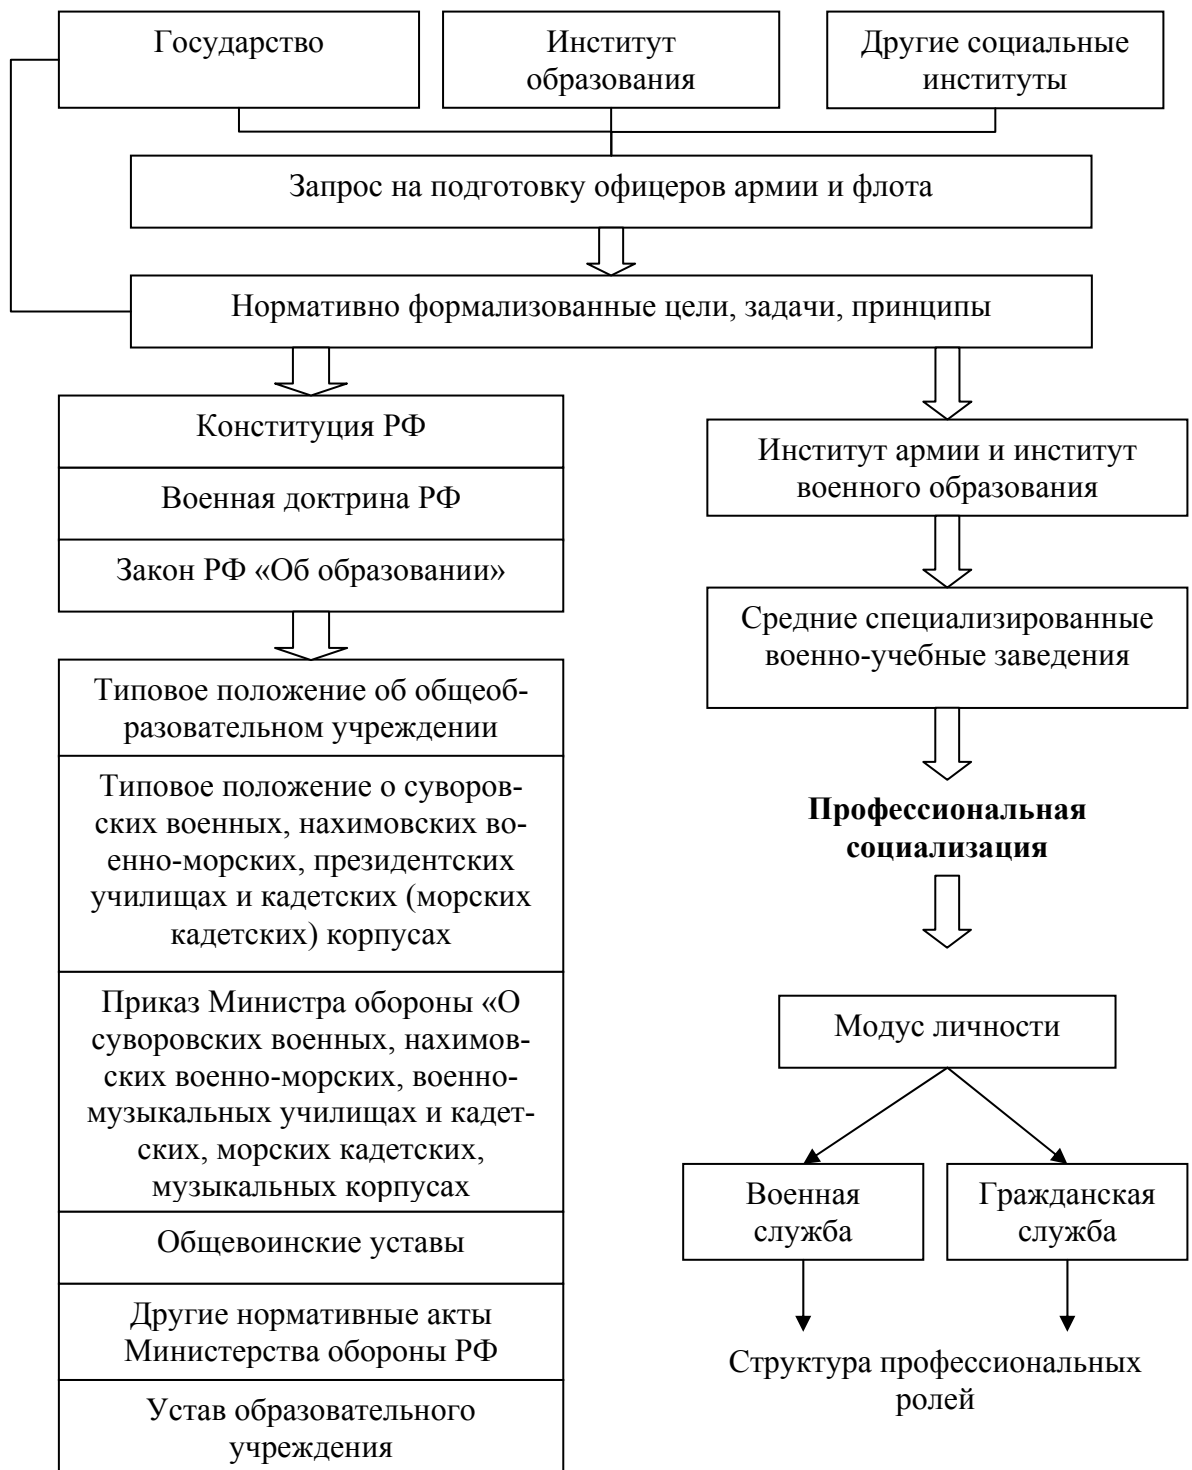 Государство
Институт
образования
Другие социальные
институты
Запрос на подготовку офицеров армии и флота
Нормативно формализованные цели, задачи, принципы
Конституция РФ
Военная доктрина РФ
Закон РФ «Об образовании»
Типовое положение об общеоб-
разовательном учреждении
Типовое положение о суворов-
ских военных, нахимовских во-
енно-морских, президентских
училищах и кадетских (морских
кадетских) корпусах
Приказ Министра обороны «О
суворовских военных, нахимов-
ских военно-морских, военно-
музыкальных училищах и кадет-
ских, морских кадетских,
музыкальных корпусах
Общевоинские уставы
Другие нормативные акты
Министерства обороны РФ
Устав образовательного
учреждения
Институт армии и институт
военного образования
Средние специализированные
военно-учебные заведения
Профессиональная
социализация
Модус личности
Военная
служба
Гражданская
служба
Структура профессиональных
ролей